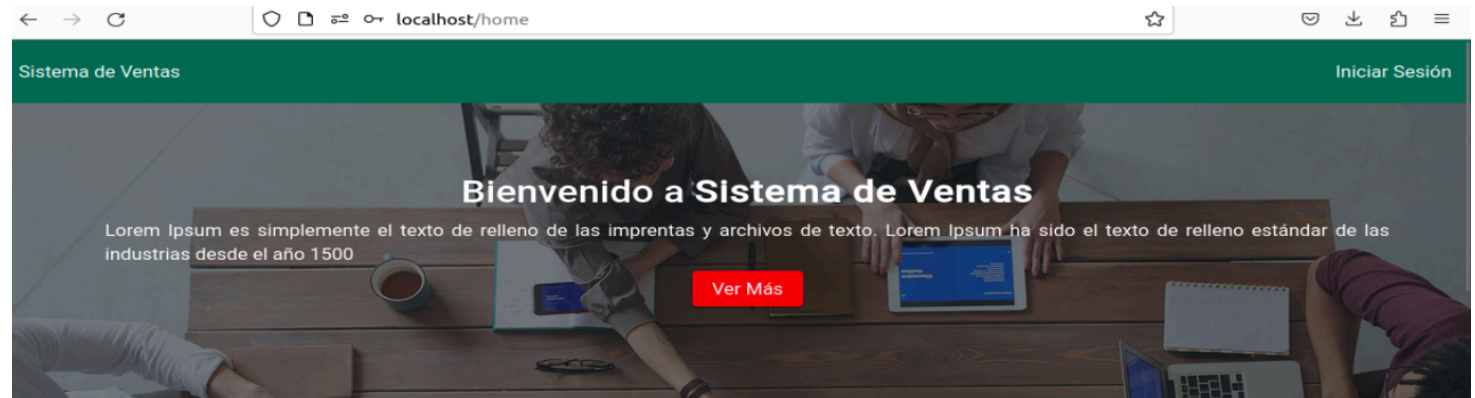 localhost/home
Sistema de Ventas
Iniciar Sesión
Bienvenido a Sistema de Ventas
Lorem Ipsum es simplemente el texto de relleno de las imprentas y archivos de texto. Lorem Ipsum ha sido el texto de relleno estándar de las
industrias desde el año 1500
Ver Más